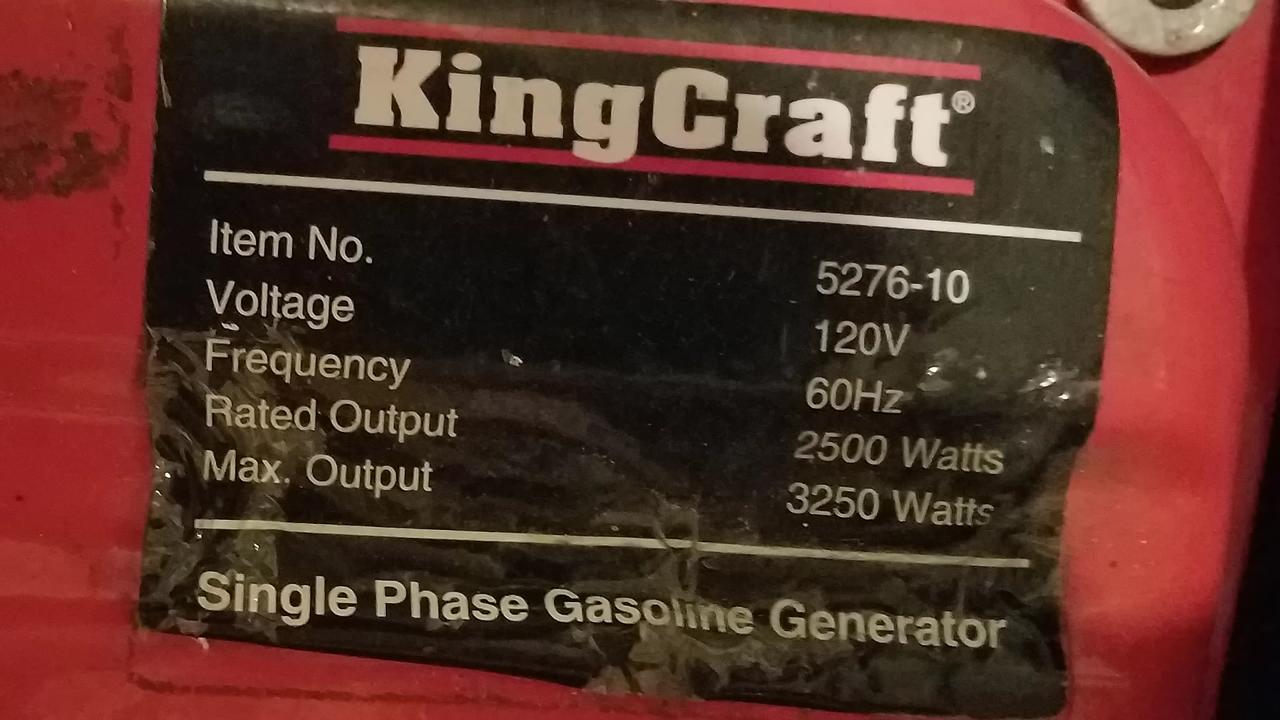 KingCraft®
Item No. 5276-10
Voltage 120V
Frequency 60Hz
Rated Output 2500 Watts
Max. Output 3250 Watts
Single Phase Gasoline Generator